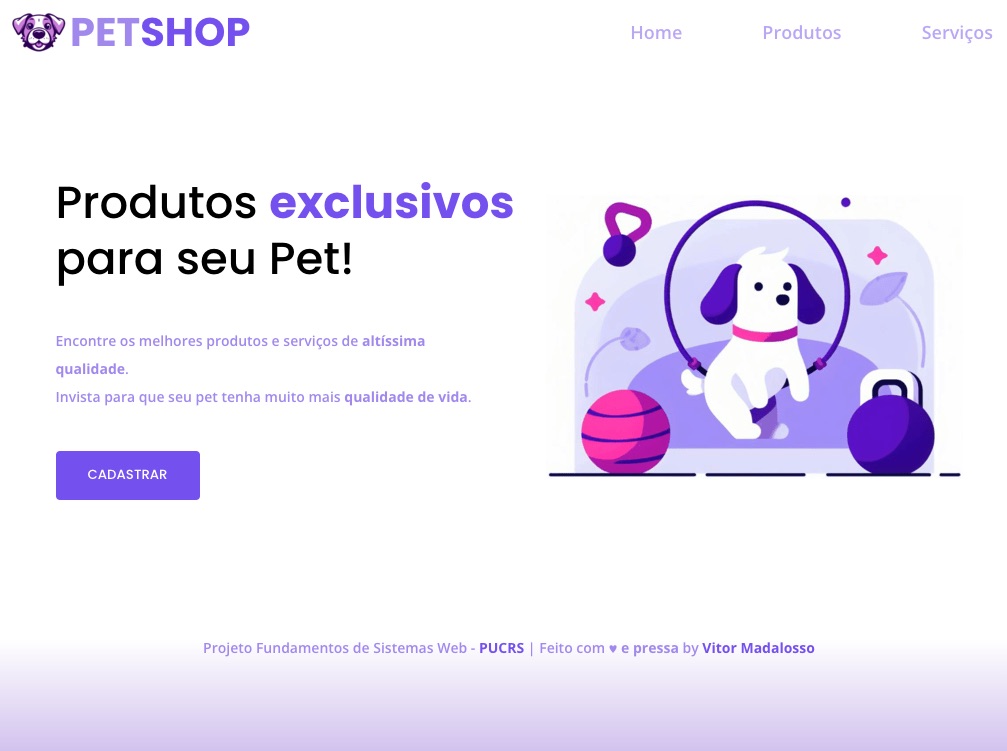 PETSHOP
Home Produtos Serviços
Produtos exclusivos
para seu Pet!
Encontre os melhores produtos e serviços de altíssima
qualidade.
Invista para que seu pet tenha muito mais qualidade de vida.
CADASTRAR
Projeto Fundamentos de Sistemas Web - PUCRS | Feito com ♥ e pressa by Vitor Madalosso